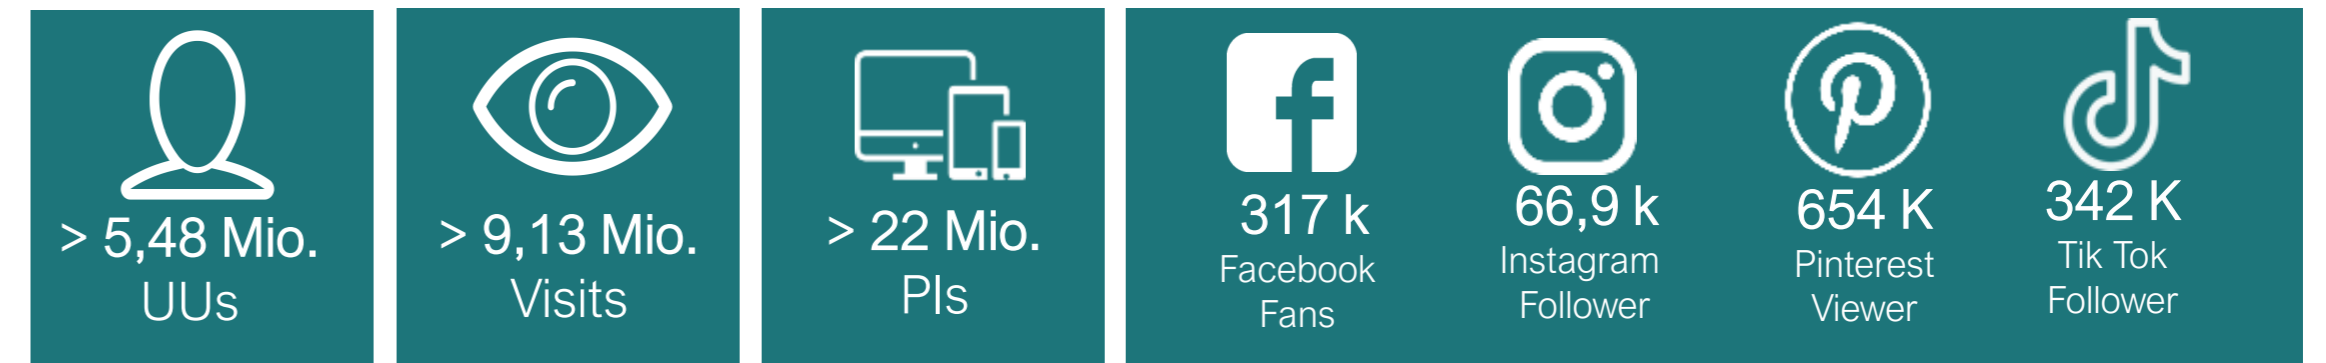 > 5,48 Mio.
UUs
> 9,13 Mio.
Visits
> 22 Mio.
PIs
317 k
Facebook
Fans
66,9 k
Instagram
Follower
654 K
Pinterest
Viewer
342 K
Tik Tok
Follower